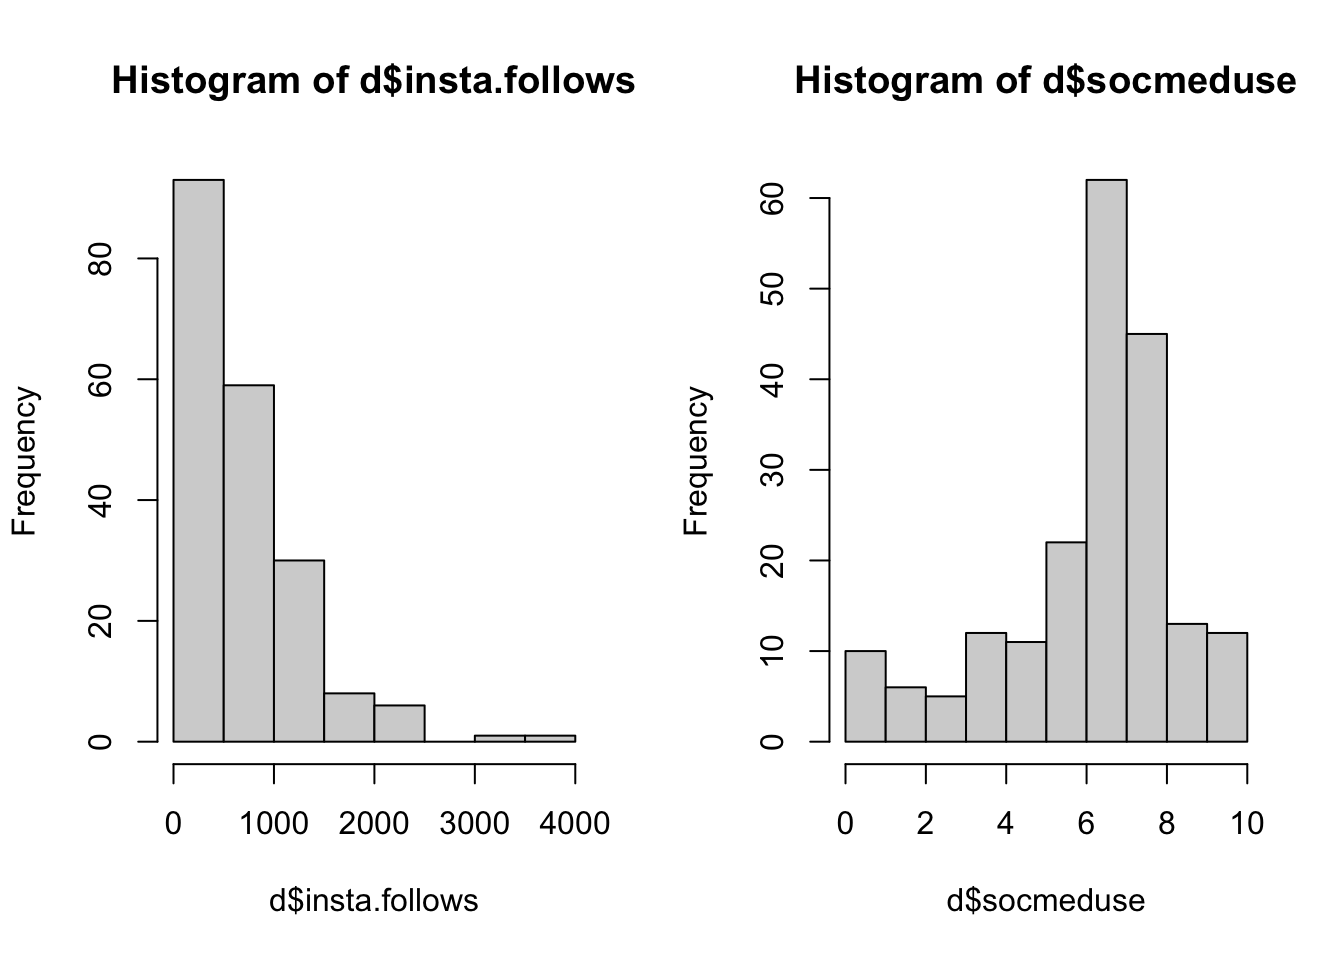 Histogram of d$insta.follows
Frequency
80
60
40
20
0
0 1000 2000 3000 4000
d$insta.follows
Histogram of d$socmeduse
Frequency
60
50
40
30
20
10
0
0 2 4 6 8 10
d$socmeduse